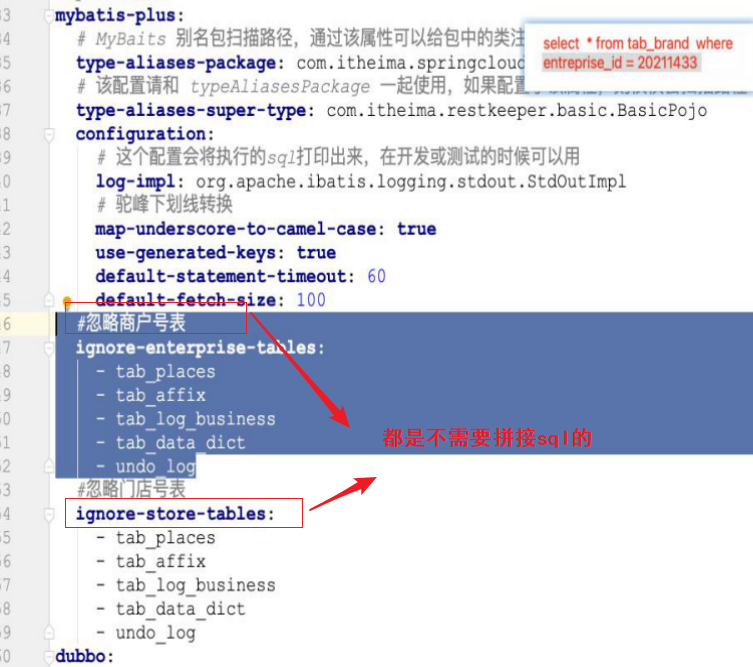 mybatis-plus:
select * from tab_brand where
entreprise_id = 20211433
# MyBaits 别名包扫描路径，通过该属性可以给包中的类注
type-aliases-package: com.itheima.springcloud
# 该配置请和 typeAliasesPackage 一起使用，如果配置
type-aliases-super-type: com.itheima.restkeeper.basic.BasicPojo
configuration:
# 这个配置会将执行的sql打印出来，在开发或测试的时候可以用
log-impl: org.apache.ibatis.logging.stdout.StdOutImpl
# 驼峰下划线转换
map-underscore-to-camel-case: true
use-generated-keys: true
default-statement-timeout: 60
default-fetch-size: 100
#忽略商户号表
ignore-enterprise-tables:
- tab_places
- tab_affix
- tab_log_business
- tab_data_dict
- undo_log
都是不需要拼接sql的
#忽略门店号表
ignore-store-tables:
- tab_places
- tab_affix
- tab_log_business
- tab_data_dict
- undo_log
dubbo: